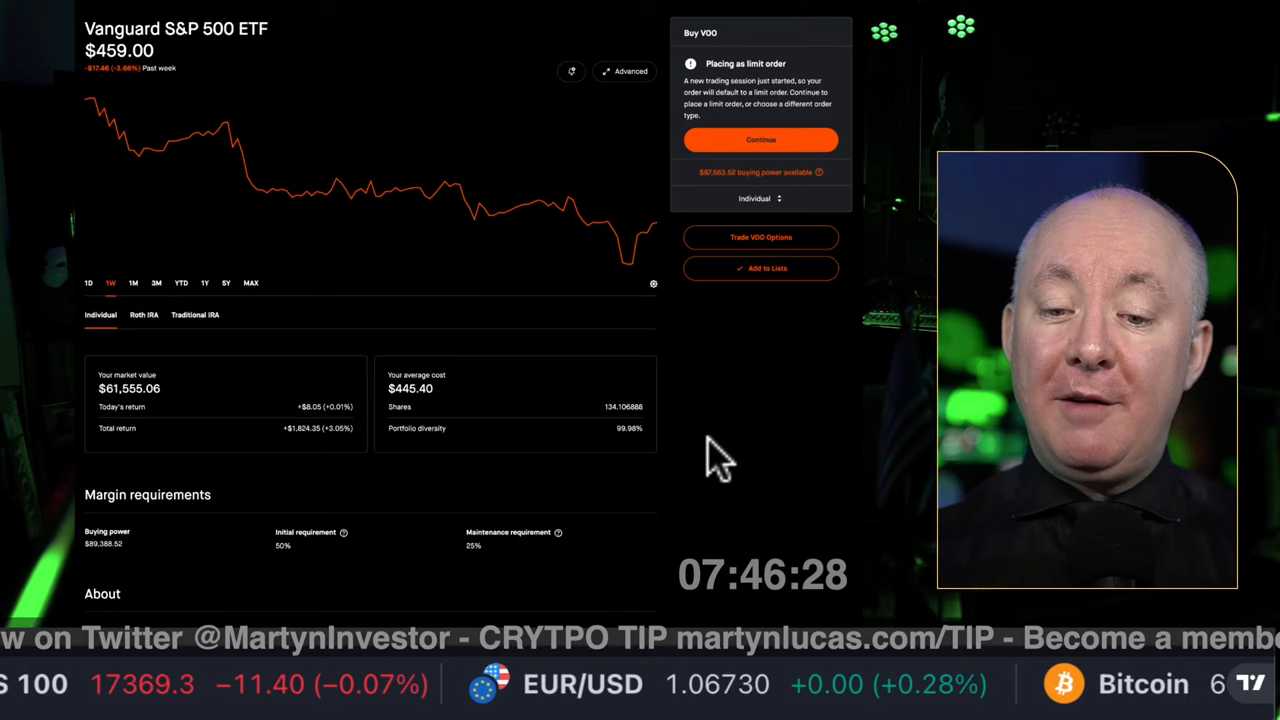 Vanguard S&P 500 ETF
$459.00
-$17.46 (-3.66%) Past week
Advanced
1D 1W 1M 3M YTD 1Y 5Y MAX
Individual Roth IRA Traditional IRA
Your market value
$61,555.06
Today's return +$8.05 (+0.01%)
Total return +$1,824.35 (+3.05%)
Your average cost
$445.40
Shares 134.106888
Portfolio diversity 99.98%
Margin requirements
Buying power
$89,388.52
Initial requirement
50%
Maintenance requirement
25%
About
Buy VOO
Placing as limit order
A new trading session just started, so your
order will default to a limit order. Continue to
place a limit order, or choose a different order
type.
Continue
$87,583.52 buying power available
Individual
Trade VOO Options
Add to Lists
07:46:28
w on Twitter @MartynInvestor - CRYTPO TIP martynlucas.com/TIP - Become a membe
S 100 17369.3 −11.40 (−0.07%) EUR/USD 1.06730 +0.00 (+0.28%) Bitcoin 6